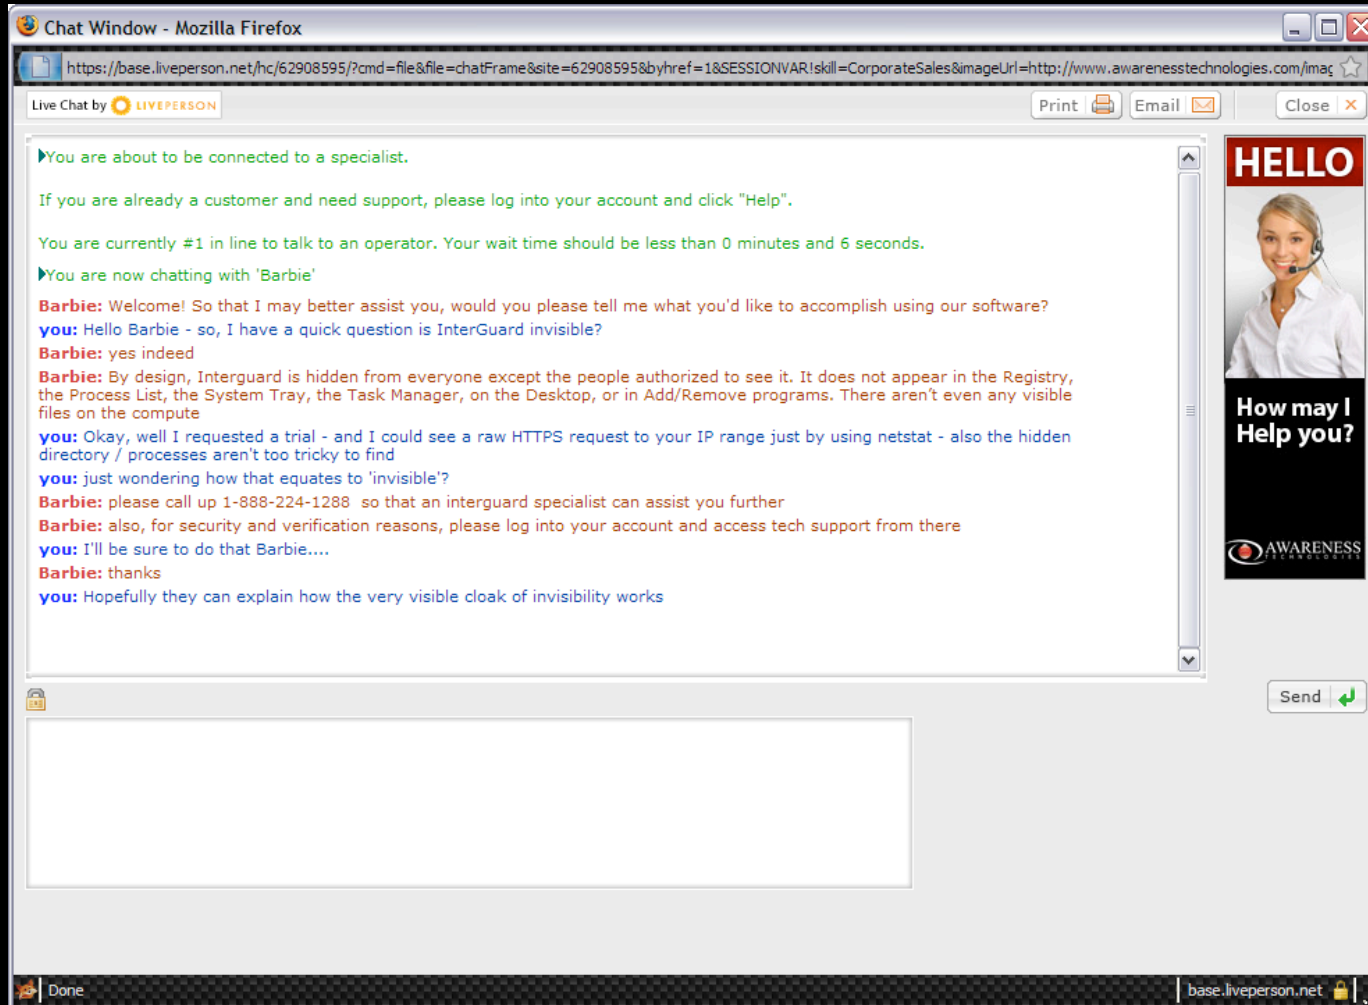 Chat Window - Mozilla Firefox
https://base.liveperson.net/hc/62908595/?cmd=file&file=chatFrame&site=62908595&byhref=1&SESSIONVAR!skill=CorporateSales&imageUrl=http://www.awarenesstechnologies.com/imag
Live Chat by LIVEPERSON
Print
Email
Close
You are about to be connected to a specialist.
If you are already a customer and need support, please log into your account and click "Help".
You are currently #1 in line to talk to an operator. Your wait time should be less than 0 minutes and 6 seconds.
You are now chatting with 'Barbie'
Barbie: Welcome! So that I may better assist you, would you please tell me what you'd like to accomplish using our software?
you: Hello Barbie - so, I have a quick question is InterGuard invisible?
Barbie: yes indeed
Barbie: By design, Interguard is hidden from everyone except the people authorized to see it. It does not appear in the Registry,
the Process List, the System Tray, the Task Manager, on the Desktop, or in Add/Remove programs. There aren't even any visible
files on the compute
you: Okay, well I requested a trial - and I could see a raw HTTPS request to your IP range just by using netstat - also the hidden
directory / processes aren't too tricky to find
you: just wondering how that equates to 'invisible'?
Barbie: please call up 1-888-224-1288  so that an interguard specialist can assist you further
Barbie: also, for security and verification reasons, please log into your account and access tech support from there
you: I'll be sure to do that Barbie....
Barbie: thanks
you: Hopefully they can explain how the very visible cloak of invisibility works
HELLO
How may I
Help you?
AWARENESS
TECHNOLOGIES
Send
Done
base.liveperson.net